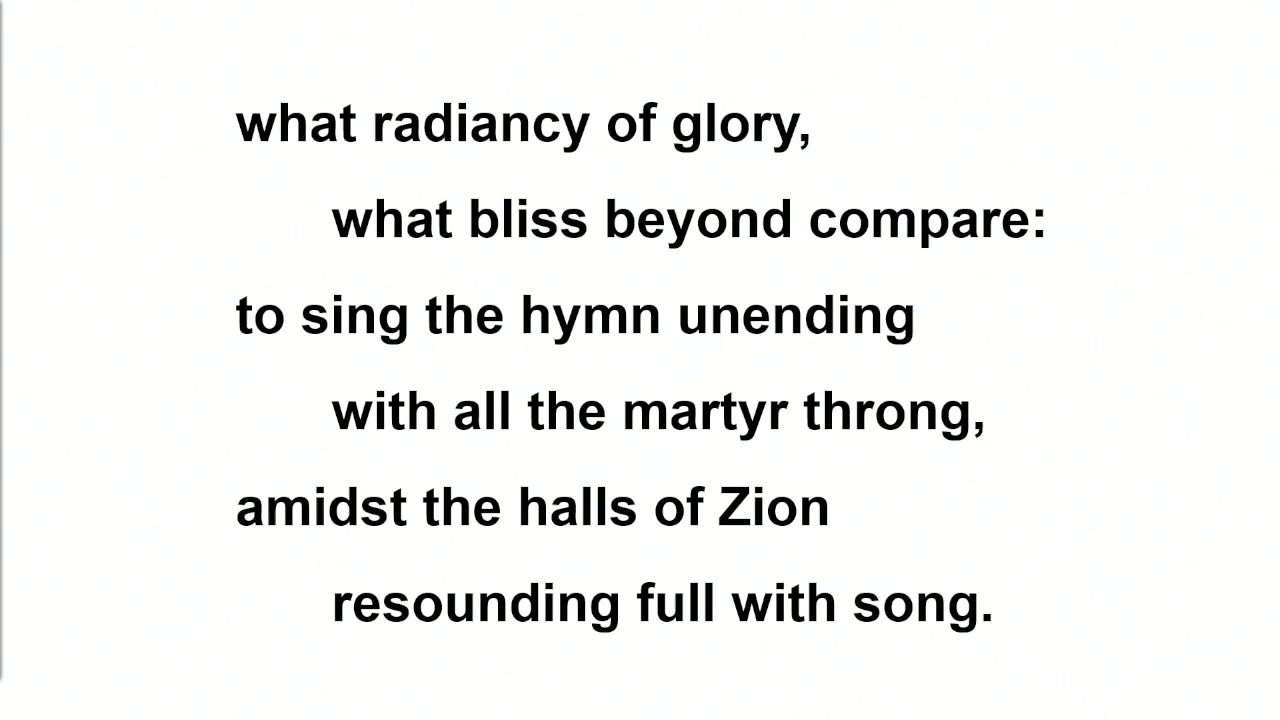 what radiancy of glory,
what bliss beyond compare:
to sing the hymn unending
with all the martyr throng,
amidst the halls of Zion
resounding full with song.